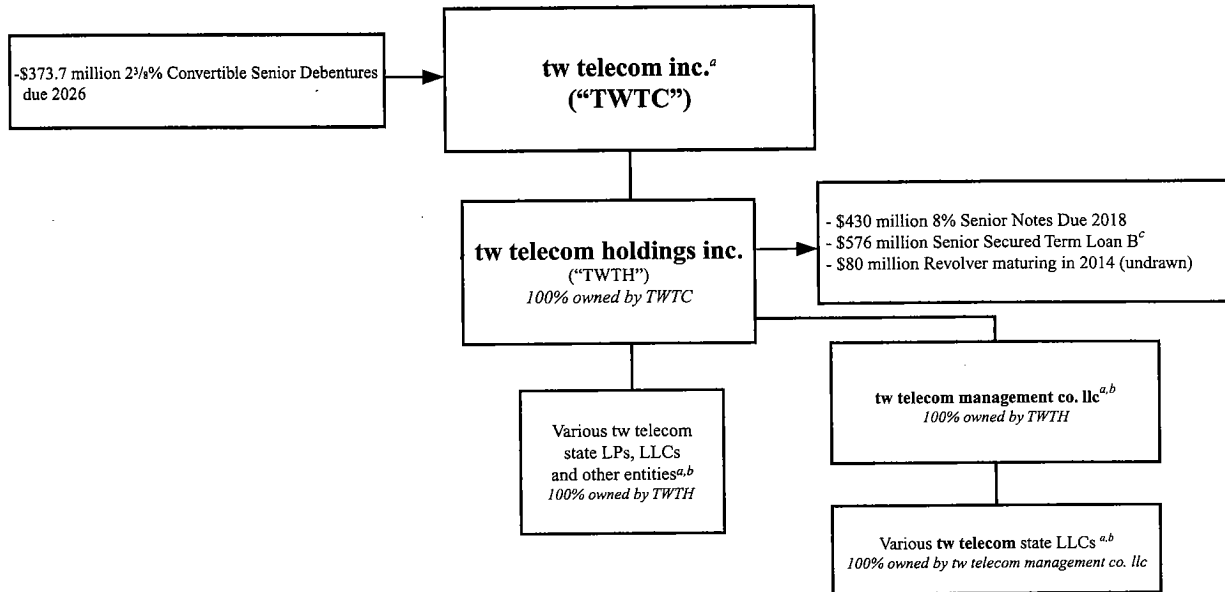 -$373.7 million 2³/₈% Convertible Senior Debentures
due 2026
tw telecom inc.ᵃ
(“TWTC”)
tw telecom holdings inc.
(“TWTH”)
100% owned by TWTC
- $430 million 8% Senior Notes Due 2018
- $576 million Senior Secured Term Loan Bᶜ
- $80 million Revolver maturing in 2014 (undrawn)
Various tw telecom
state LPs, LLCs
and other entitiesᵃ,ᵇ
100% owned by TWTH
tw telecom management co. llcᵃ,ᵇ
100% owned by TWTH
Various tw telecom state LLCs ᵃ,ᵇ
100% owned by tw telecom management co. llc